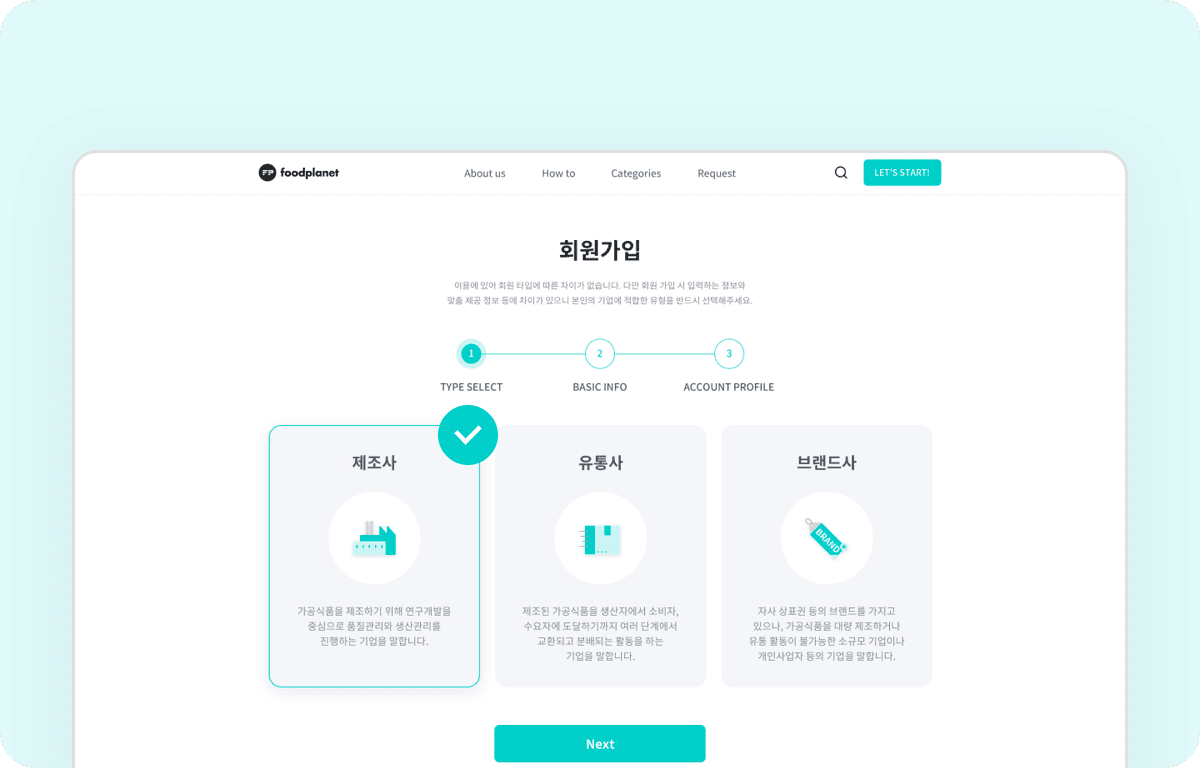 FP foodplanet
About us
How to
Categories
Request
LET'S START!
회원가입
이용에 있어 회원 타입에 따른 차이가 없습니다. 다만 회원 가입 시 입력하는 정보와
맞춤 제공 정보 등에 차이가 있으니 본인의 기업에 적합한 유형을 반드시 선택해주세요.
1
2
3
TYPE SELECT
BASIC INFO
ACCOUNT PROFILE
제조사
가공식품을 제조하기 위해 연구개발을
중심으로 품질관리와 생산관리를
진행하는 기업을 말합니다.
유통사
제조된 가공식품을 생산자에서 소비자,
수요자에 도달하기까지 여러 단계에서
교환되고 분배되는 활동을 하는
기업을 말합니다.
브랜드사
BRAND
자사 상표권 등의 브랜드를 가지고
있으나, 가공식품을 대량 제조하거나
유통 활동이 불가능한 소규모 기업이나
개인사업자 등의 기업을 말합니다.
Next